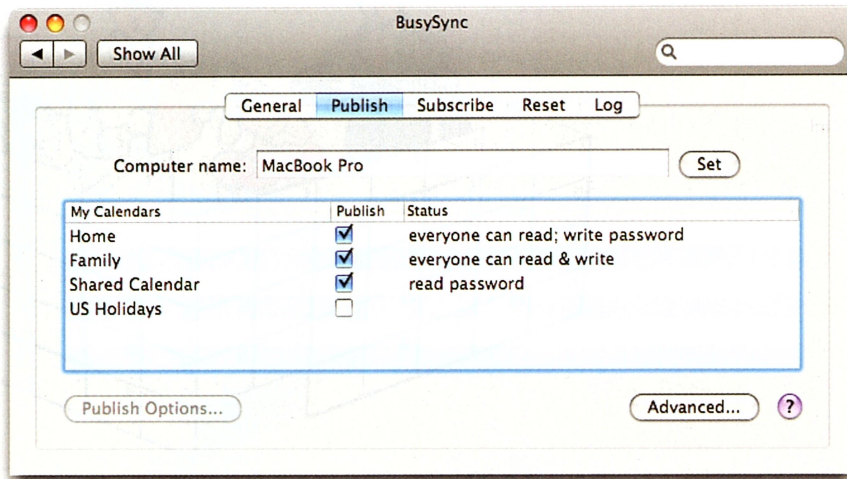 BusySync
Show All
General Publish Subscribe Reset Log
Computer name: MacBook Pro Set
My Calendars Publish Status
Home everyone can read; write password
Family everyone can read & write
Shared Calendar read password
US Holidays
Publish Options... Advanced... ?